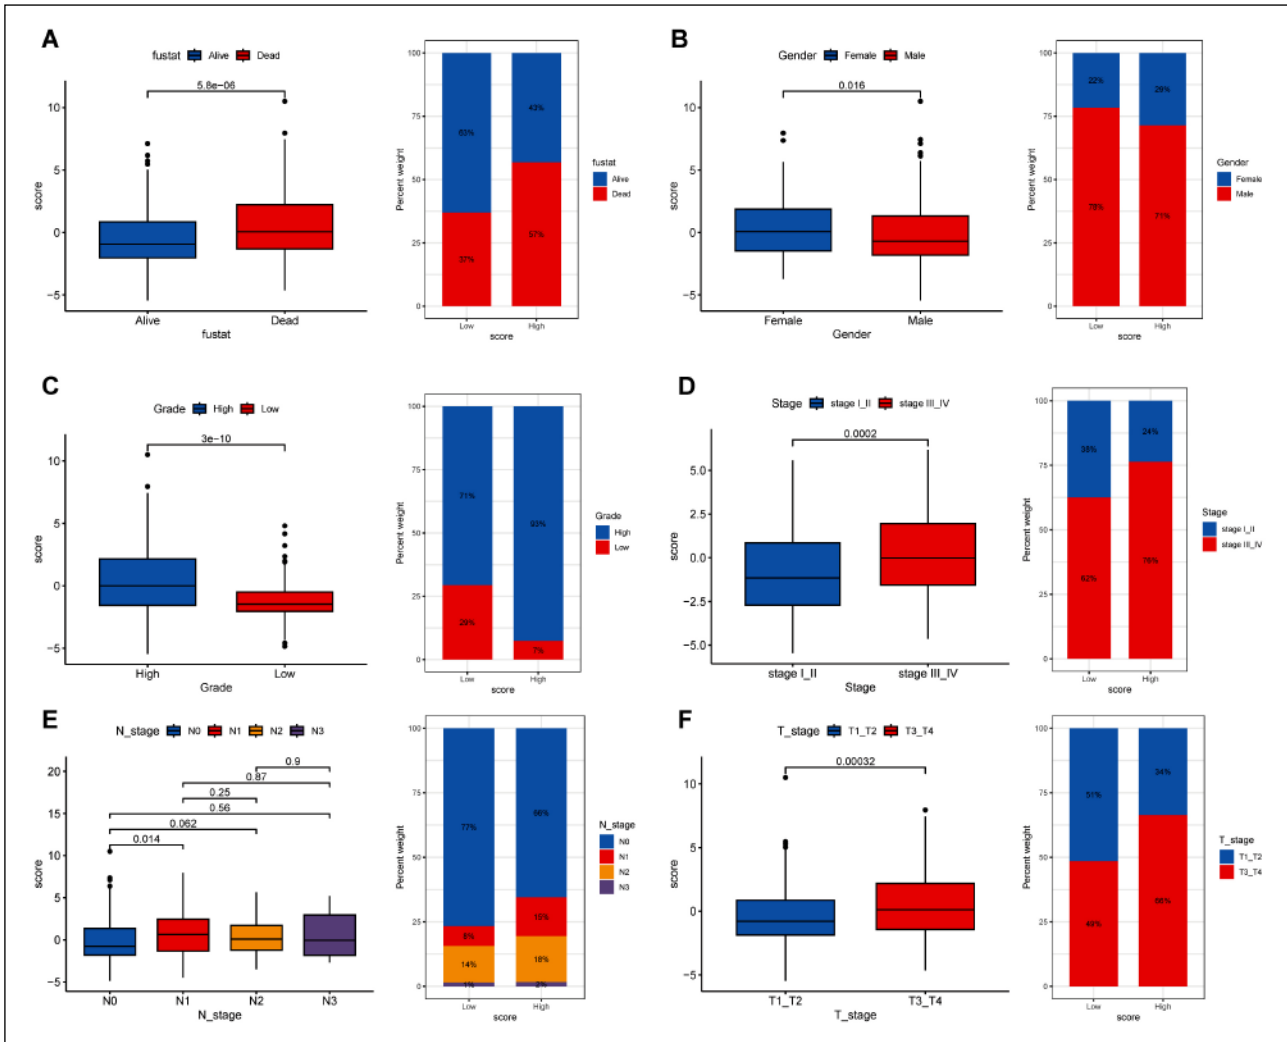 A
fustat Alive Dead
5.8e−06
10
5
0
−5
score
Alive Dead
fustat
100
75
50
25
0
Percent weight
63%
43%
37%
57%
Low High
score
fustat
Alive
Dead
B
Gender Female Male
0.016
10
5
0
−5
score
Female Male
Gender
100
75
50
25
0
Percent weight
22%
78%
71%
Low High
score
Gender
Female
Male
C
Grade High Low
3e−10
10
5
0
−5
score
High Low
Grade
100
75
50
25
0
Percent weight
71%
93%
29%
7%
Low High
score
Grade
High
Low
D
Stage stage I_II stage III_IV
0.0002
5.0
2.5
0.0
−2.5
−5.0
score
stage I_II stage III_IV
Stage
100
75
50
25
0
Percent weight
24%
62%
76%
Low High
score
Stage
stage I_II
stage III_IV
E
N_stage N0 N1 N2 N3
0.9
0.87
0.25
0.56
0.062
0.014
20
15
10
5
0
−5
score
N0 N1 N2 N3
N_stage
100
75
50
25
0
Percent weight
77%
66%
8%
15%
14%
18%
1%
2%
Low High
score
N_stage
N0
N1
N2
N3
F
T_stage T1_T2 T3_T4
0.00032
10
5
0
−5
score
T1_T2 T3_T4
T_stage
100
75
50
25
0
Percent weight
51%
34%
49%
66%
Low High
score
T_stage
T1_T2
T3_T4